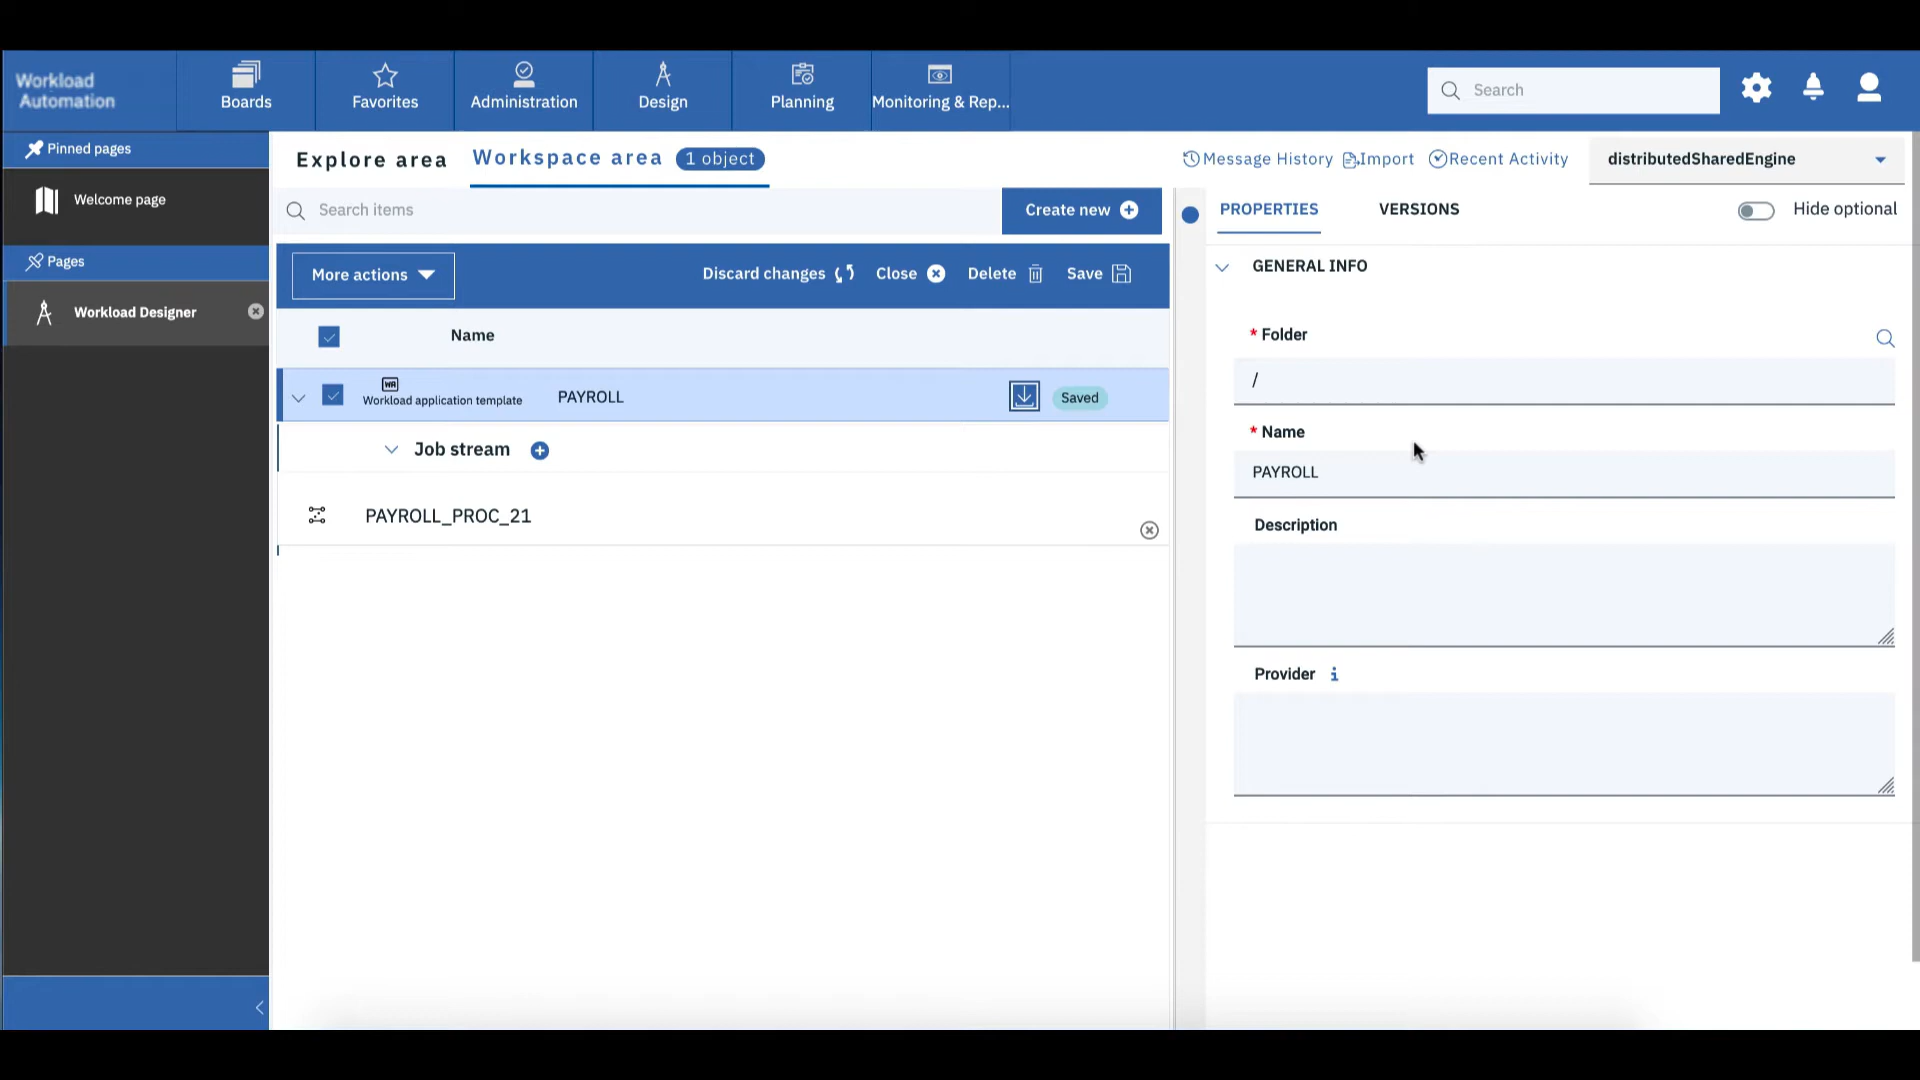 Workload
Automation
Boards
Favorites
Administration
Design
Planning
Monitoring & Rep...
Search
Pinned pages
Welcome page
Pages
Workload Designer
Explore area
Workspace area
1 object
Message History
Import
Recent Activity
distributedSharedEngine
Search items
Create new
PROPERTIES
VERSIONS
Hide optional
More actions
Discard changes
Close
Delete
Save
GENERAL INFO
Name
WA
Workload application template
PAYROLL
Saved
Job stream
PAYROLL_PROC_21
* Folder
/
* Name
PAYROLL
Description
Provider